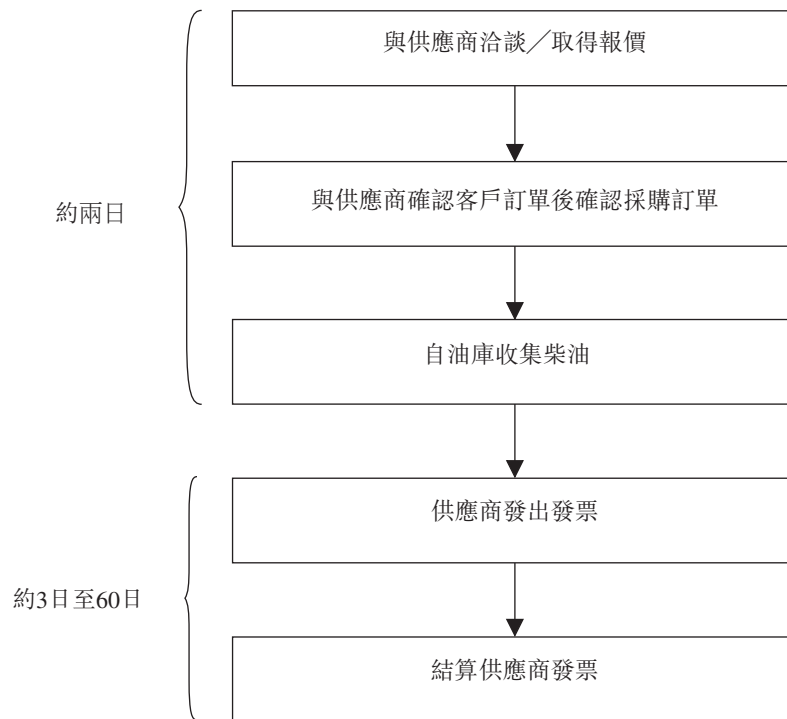 與供應商洽談／取得報價
與供應商確認客戶訂單後確認採購訂單
約兩日
自油庫收集柴油
供應商發出發票
約3日至60日
結算供應商發票